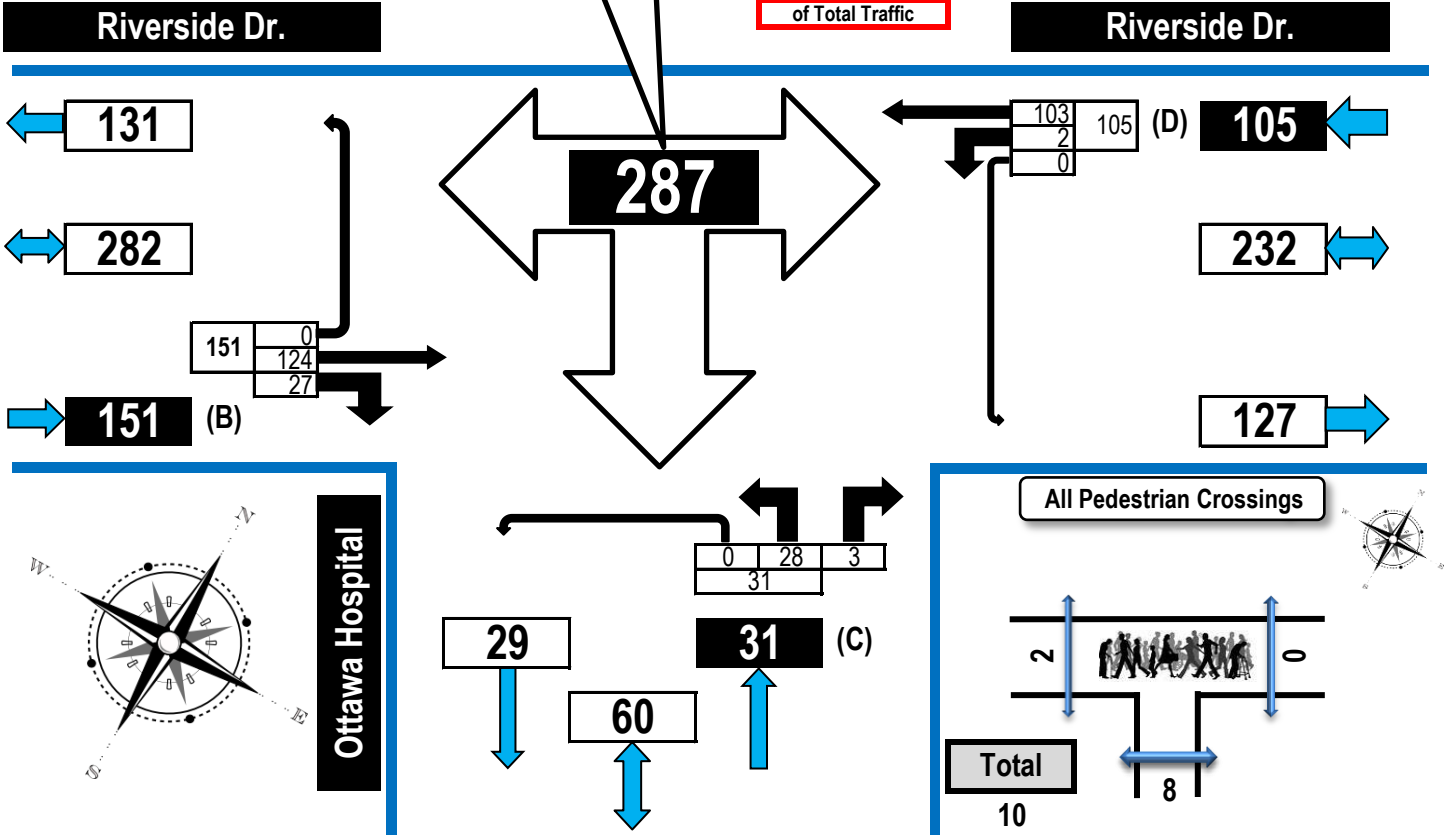 of Total Traffic
Riverside Dr.
Riverside Dr.
131
287
103
2
0
105
(D)
105
282
232
151
0
124
27
151
(B)
127
Ottawa Hospital
N
W
E
S
0
28
3
31
29
31
(C)
60
All Pedestrian Crossings
N
W
E
S
2
0
8
Total
10